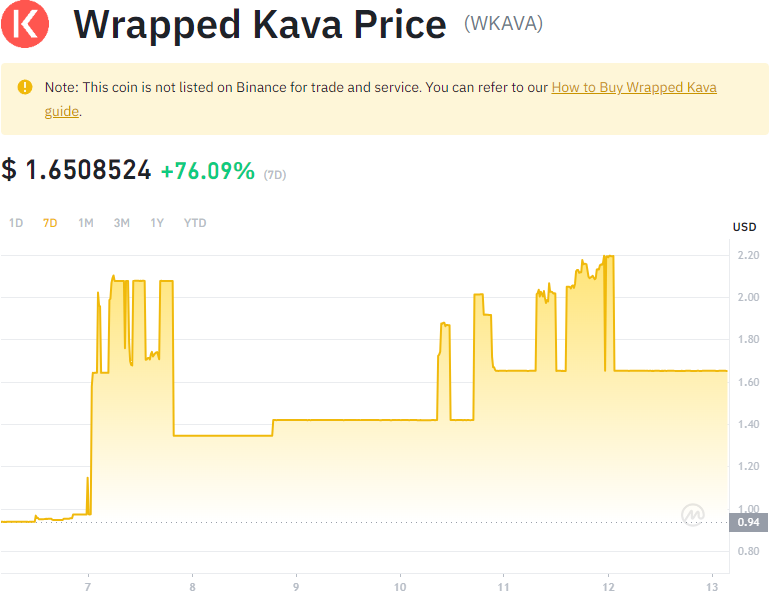 Wrapped Kava Price (WKAVA)
Note: This coin is not listed on Binance for trade and service. You can refer to our How to Buy Wrapped Kava
guide.
$ 1.6508524 +76.09% (7D)
1D 7D 1M 3M 1Y YTD
USD
2.20
2.00
1.80
1.60
1.40
1.20
1.00
0.94
0.80
7 8 9 10 11 12 13